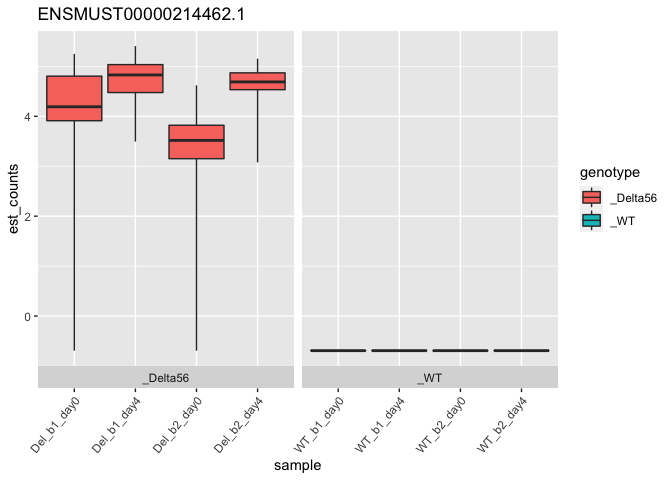 ENSMUST00000214462.1
est_counts
4
2
0
_Delta56
_WT
Del_b1_day0
Del_b1_day4
Del_b2_day0
Del_b2_day4
WT_b1_day0
WT_b1_day4
WT_b2_day0
WT_b2_day4
sample
genotype
_Delta56
_WT